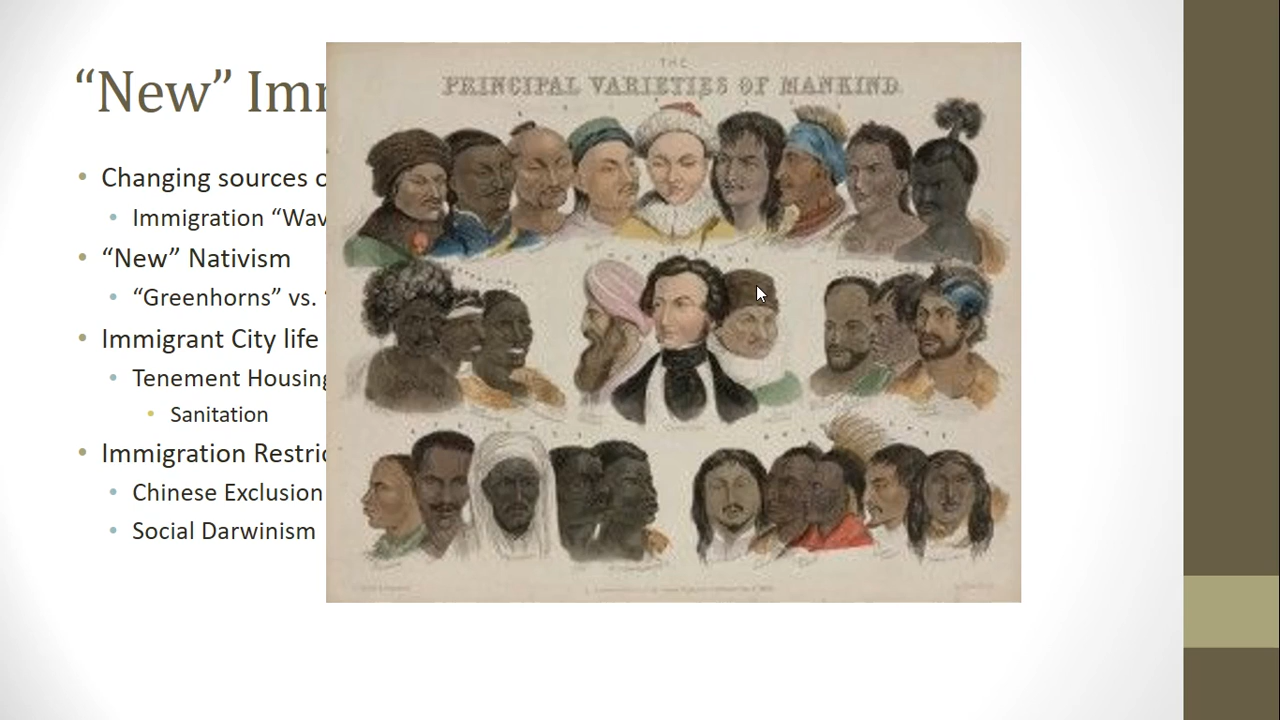 “New” Imm
Changing sources o
Immigration “Wav
“New” Nativism
“Greenhorns” vs. “
Immigrant City life
Tenement Housing
Sanitation
Immigration Restric
Chinese Exclusion
Social Darwinism
THE
PRINCIPAL VARIETIES OF MANKIND.